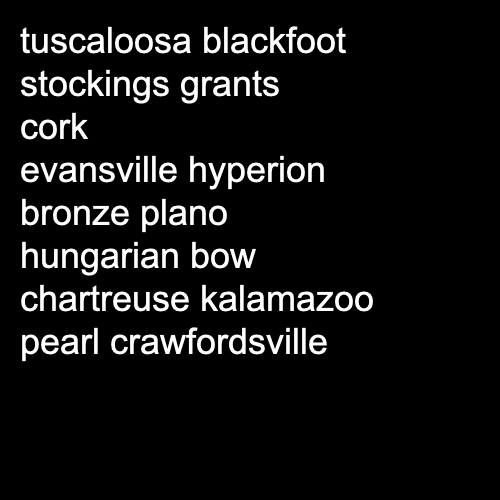 tuscaloosa blackfoot
stockings grants
cork
evansville hyperion
bronze plano
hungarian bow
chartreuse kalamazoo
pearl crawfordsville